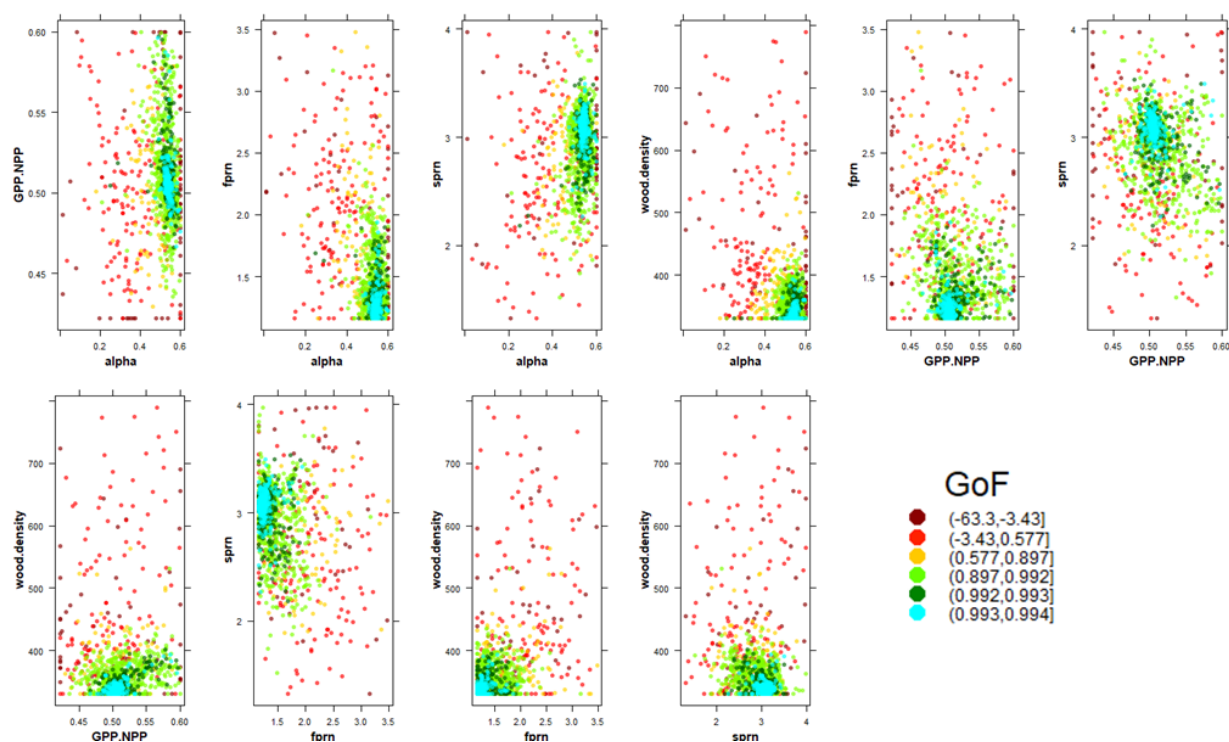 0.60
0.55
0.50
0.45
GPP.NPP
0.2 0.4 0.6
alpha
3.5
3.0
2.5
2.0
1.5
fprn
0.2 0.4 0.6
alpha
4
3
2
sprn
0.2 0.4 0.6
alpha
700
600
500
400
wood.density
0.2 0.4 0.6
alpha
3.5
3.0
2.5
2.0
1.5
fprn
0.45 0.50 0.55 0.60
GPP.NPP
4
3
2
sprn
0.45 0.50 0.55 0.60
GPP.NPP
700
600
500
400
wood.density
0.45 0.50 0.55 0.60
GPP.NPP
4
3
2
sprn
1.5 2.0 2.5 3.0 3.5
fprn
700
600
500
400
wood.density
1.5 2.0 2.5 3.0 3.5
fprn
700
600
500
400
wood.density
2 3 4
sprn
GoF
(-63.3,-3.43]
(-3.43,0.577]
(0.577,0.897]
(0.897,0.992]
(0.992,0.993]
(0.993,0.994]